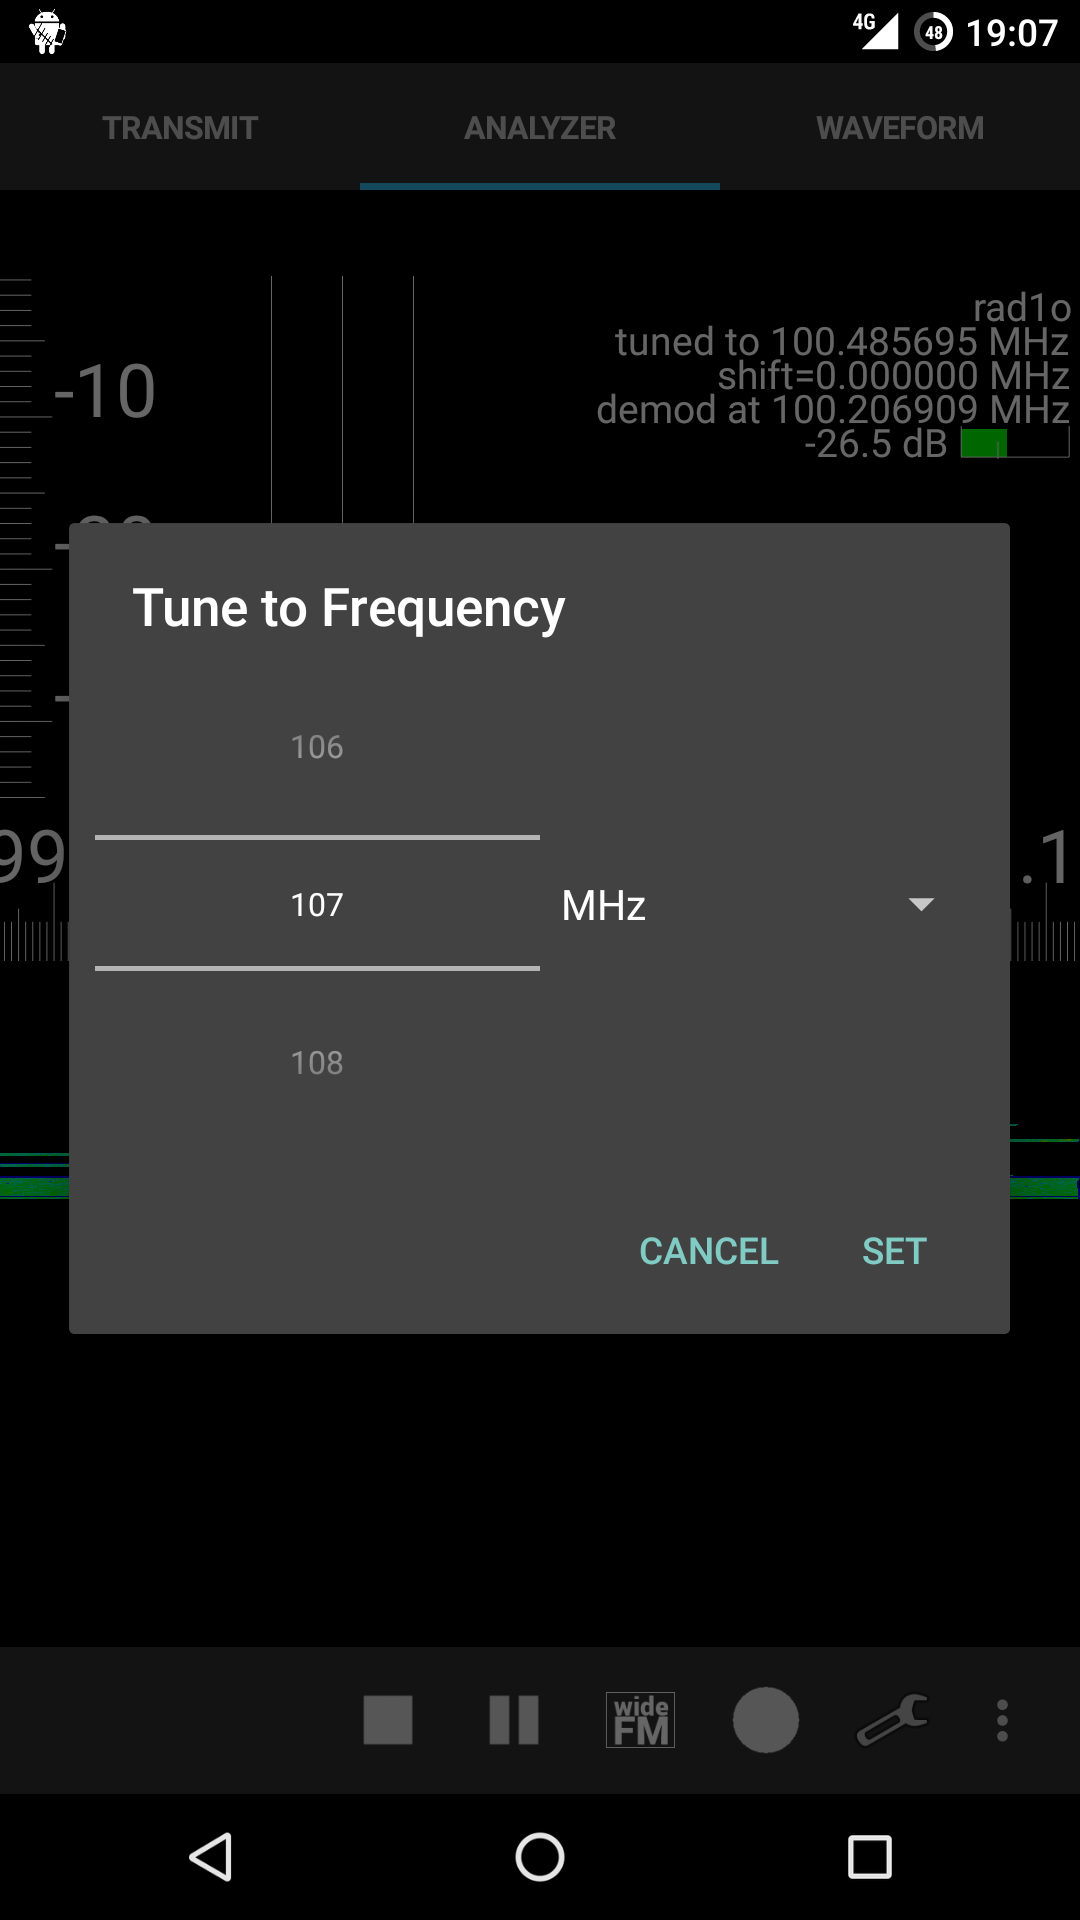 4G 48 19:07
TRANSMIT ANALYZER WAVEFORM
rad1o
tuned to 100.485695 MHz
-10
shift=0.000000 MHz
demod at 100.206909 MHz
-26.5 dB
Tune to Frequency
106
99
.1
107 MHz
108
CANCEL SET
wide
FM